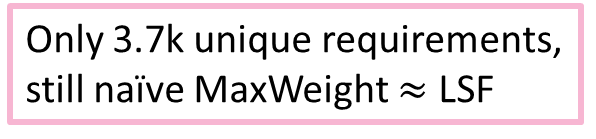 Only 3.7k unique requirements,
still naïve MaxWeight ≈ LSF